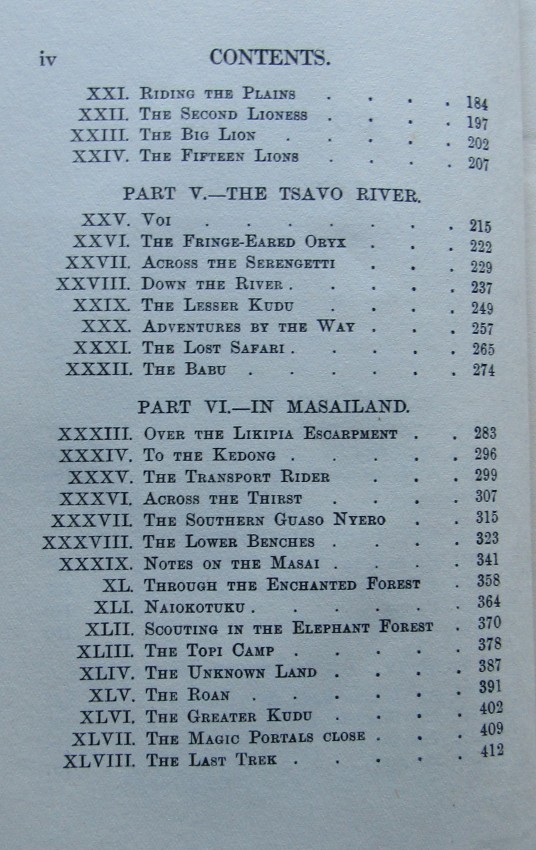 iv CONTENTS.
XXI. Riding the Plains . . . . 184
XXII. The Second Lioness . . . . 197
XXIII. The Big Lion . . . . 202
XXIV. The Fifteen Lions . . . . 207
PART V.—THE TSAVO RIVER.
XXV. Voi . . . . . . . 215
XXVI. The Fringe-Eared Oryx . . . 222
XXVII. Across the Serengetti . . . 229
XXVIII. Down the River . . . . . 237
XXIX. The Lesser Kudu . . . . 249
XXX. Adventures by the Way . . . 257
XXXI. The Lost Safari . . . . . 265
XXXII. The Babu . . . . . . 274
PART VI.—IN MASAILAND.
XXXIII. Over the Likipia Escarpment . . 283
XXXIV. To the Kedong . . . . . 296
XXXV. The Transport Rider . . . 299
XXXVI. Across the Thirst . . . . 307
XXXVII. The Southern Guaso Nyero . . 315
XXXVIII. The Lower Benches . . . . 323
XXXIX. Notes on the Masai . . . . 341
XL. Through the Enchanted Forest . 358
XLI. Naiokotuku . . . . . . 364
XLII. Scouting in the Elephant Forest . 370
XLIII. The Topi Camp . . . . . 378
XLIV. The Unknown Land . . . . 387
XLV. The Roan . . . . . . 391
XLVI. The Greater Kudu . . . . 402
XLVII. The Magic Portals close . . . 409
XLVIII. The Last Trek . . . . . 412